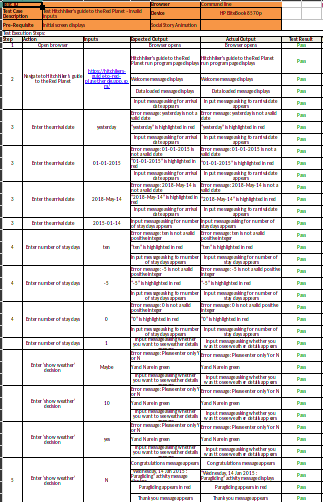 Browser Command line
Test Case Description Hitchhiker's guide to the Red Planet - Invalid inputs Device HP EliteBook 8570p
Pre-Requisite Initial screen displays Social Story Animation
Test Execution Steps:
Step Action Inputs Expected Output Actual Output Test Result
1 Open browser Browser opens Browser opens Pass
2 Navigate to Hitchhiker's guide to the Red Planet Hitchhiker's guide to the Red Planet run program page displays Hitchhiker's guide to the Red Planet run program page displays Pass
Welcome message displays Welcome message displays Pass
Data loaded message displays Data loaded message displays Pass
Input message asking for arrival date appears Input message asking for arrival date appears Pass
3 Enter the arrival date yesterday Error message: yesterday is not a valid date Error message: yesterday is not a valid date Pass
"yesterday" is highlighted in red "yesterday" is highlighted in red Pass
Input message asking for arrival date appears Input message asking for arrival date appears Pass
3 Enter the arrival date 01-01-2015 Error message: 01-01-2015 is not a valid date Error message: 01-01-2015 is not a valid date Pass
"01-01-2015" is highlighted in red "01-01-2015" is highlighted in red Pass
Input message asking for arrival date appears Input message asking for arrival date appears Pass
3 Enter the arrival date 2018-May-14 Error message: 2018-May-14 is not a valid date Error message: 2018-May-14 is not a valid date Pass
"2018-May-14" is highlighted in red "2018-May-14" is highlighted in red Pass
Input message asking for arrival date appears Input message asking for arrival date appears Pass
3 Enter the arrival date 2015-01-14 Input message asking for number of stay days appears Input message asking for number of stay days appears Pass
4 Enter number of stay days ten Error message: ten is not a valid positive integer Error message: ten is not a valid positive integer Pass
"ten" is highlighted in red "ten" is highlighted in red Pass
Input message asking for number of stay days appears Input message asking for number of stay days appears Pass
4 Enter number of stay days -5 Error message: -5 is not a valid positive integer Error message: -5 is not a valid positive integer Pass
"-5" is highlighted in red "-5" is highlighted in red Pass
Input message asking for number of stay days appears Input message asking for number of stay days appears Pass
4 Enter number of stay days 0 Error message: 0 is not a valid positive integer Error message: 0 is not a valid positive integer Pass
"0" is highlighted in red "0" is highlighted in red Pass
Input message asking for number of stay days appears Input message asking for number of stay days appears Pass
4 Enter number of stay days 1 Input message asking whether you want to see weather details Input message asking whether you want to see weather details appears Pass
Enter 'show weather' decision Maybe Error message: Please enter only Y or N Error message: Please enter only Y or N Pass
Y and N are in green Y and N are in green Pass
Input message asking whether you want to see weather details Input message asking whether you want to see weather details appears Pass
Enter 'show weather' decision 10 Error message: Please enter only Y or N Error message: Please enter only Y or N Pass
Y and N are in green Y and N are in green Pass
Input message asking whether you want to see weather details Input message asking whether you want to see weather details appears Pass
Enter 'show weather' decision yes Error message: Please enter only Y or N Error message: Please enter only Y or N Pass
Y and N are in green Y and N are in green Pass
Input message asking whether you want to see weather details Input message asking whether you want to see weather details appears Pass
5 Enter 'show weather' decision N Congratulations message appears Congratulations message appears Pass
"Wednesday, 14 Jan 2015 : Paragliding" activity message "Wednesday, 14 Jan 2015 : Paragliding" activity message Pass
Paragliding appears in red Paragliding appears in red Pass
Thank you message appears Thank you message appears Pass